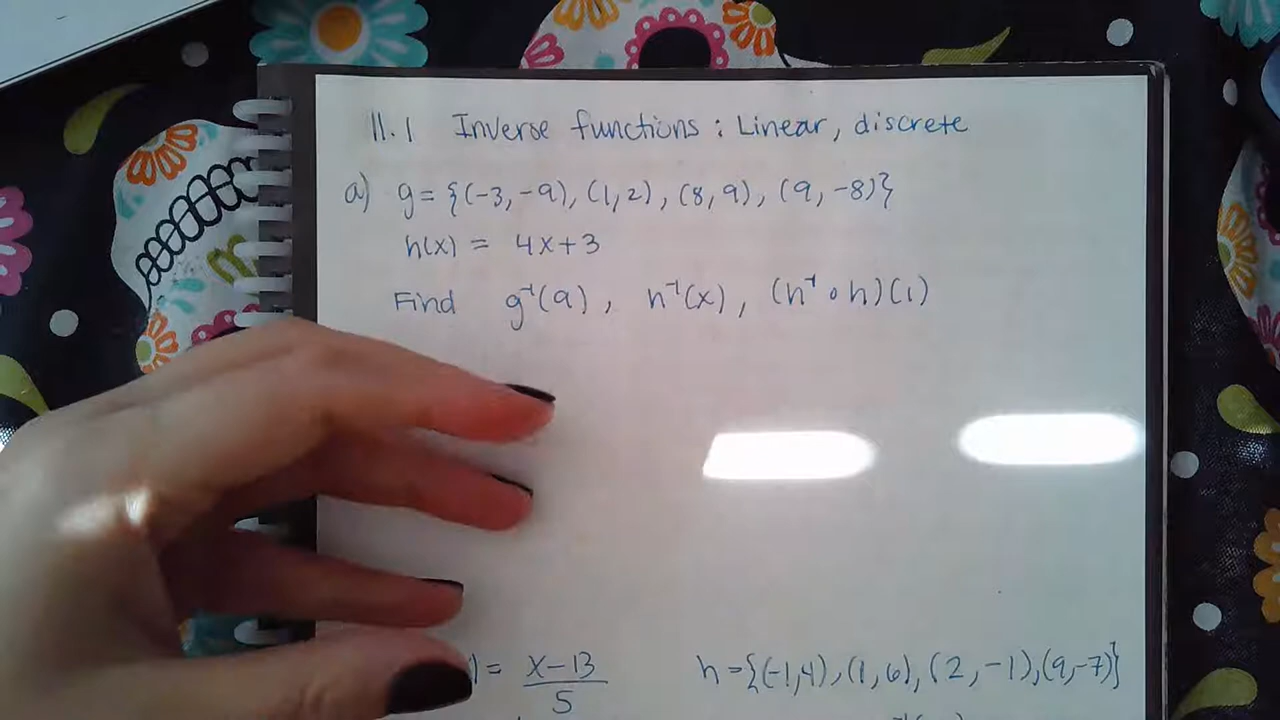 11.1 Inverse functions : Linear, discrete
a) g = {(-3, -9), (1, 2), (8, 9), (9, -8)}
h(x) = 4x+3
Find g⁻¹(9), h⁻¹(x), (h⁻¹ ∘ h)(1)
) = x-13 / 5 h = {(-1,4), (1,6), (2, -1), (9,-7)}